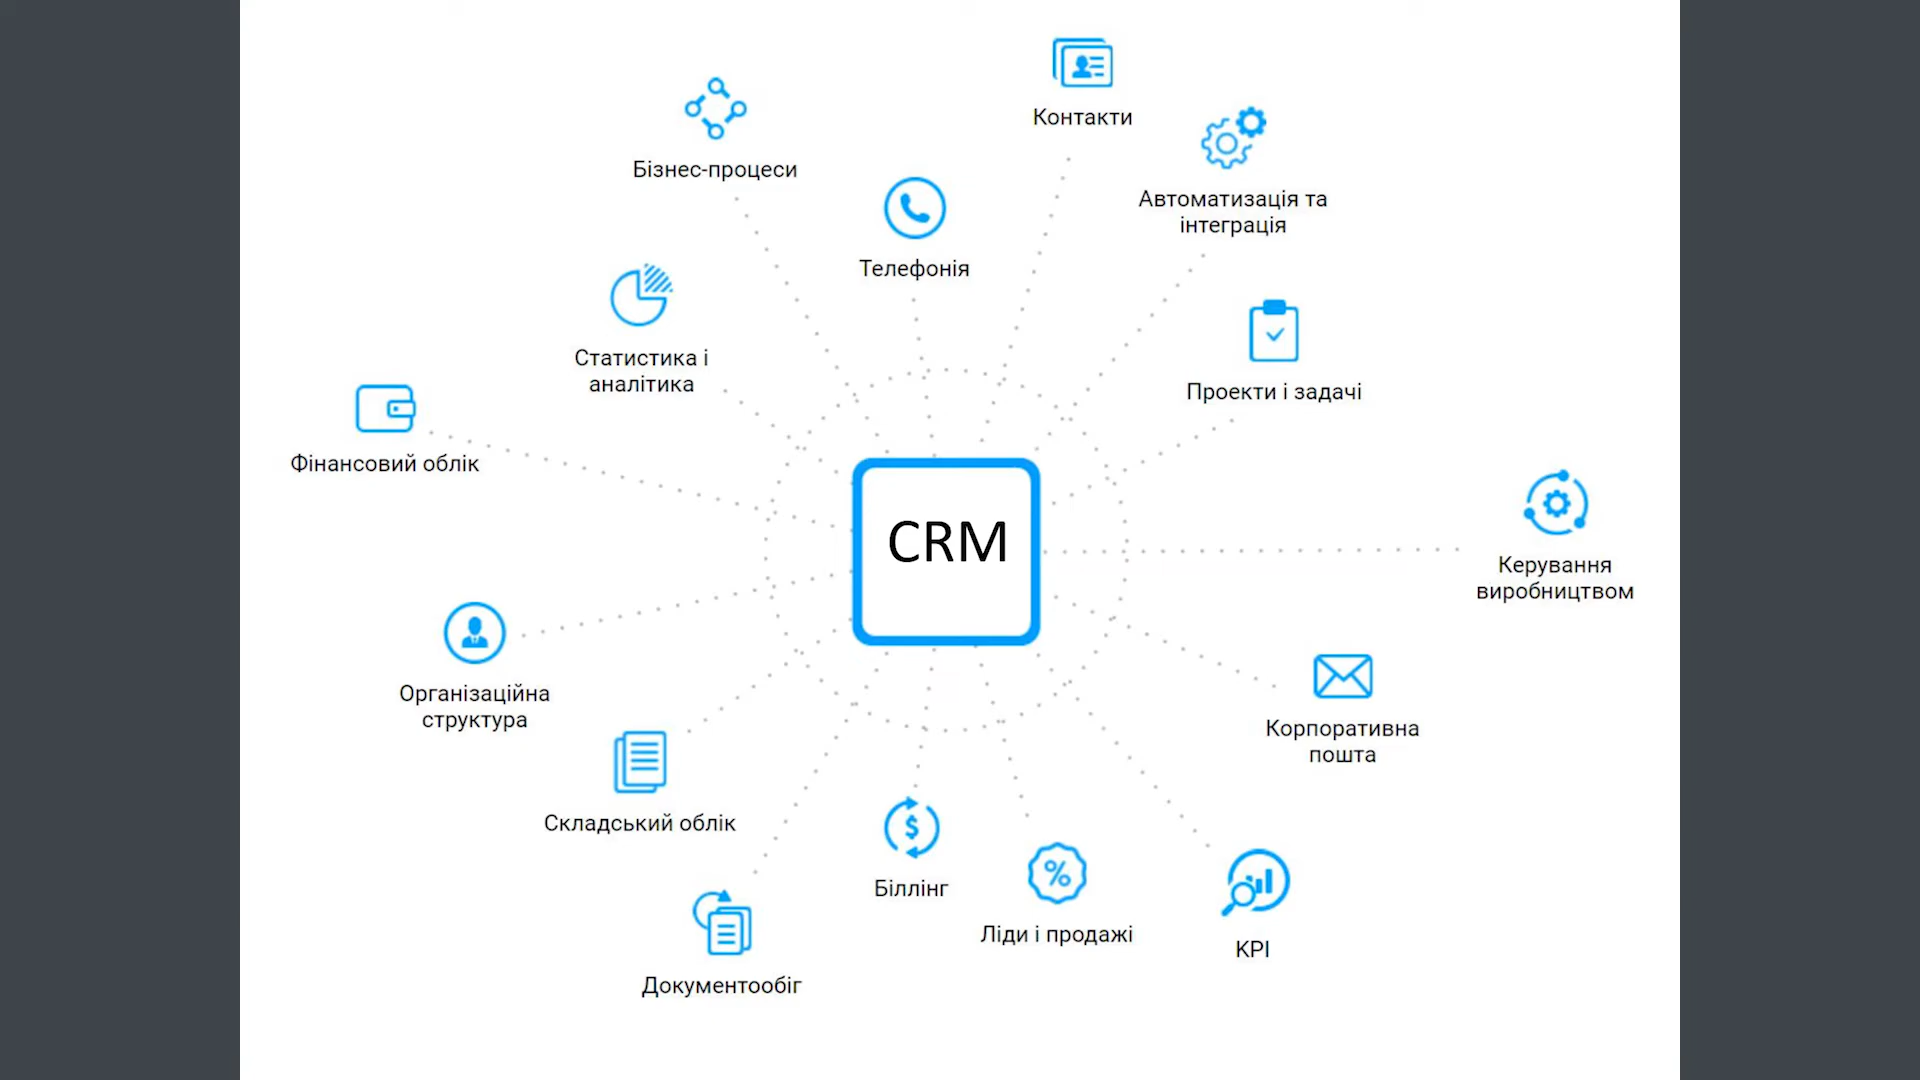 Контакти
Бізнес-процеси
Автоматизація та
інтеграція
Телефонія
Статистика і
аналітика
Проекти і задачі
Фінансовий облік
CRM
Керування
виробництвом
Організаційна
структура
Корпоративна
пошта
Складський облік
Біллінг
Ліди і продажі
KPI
Документообіг